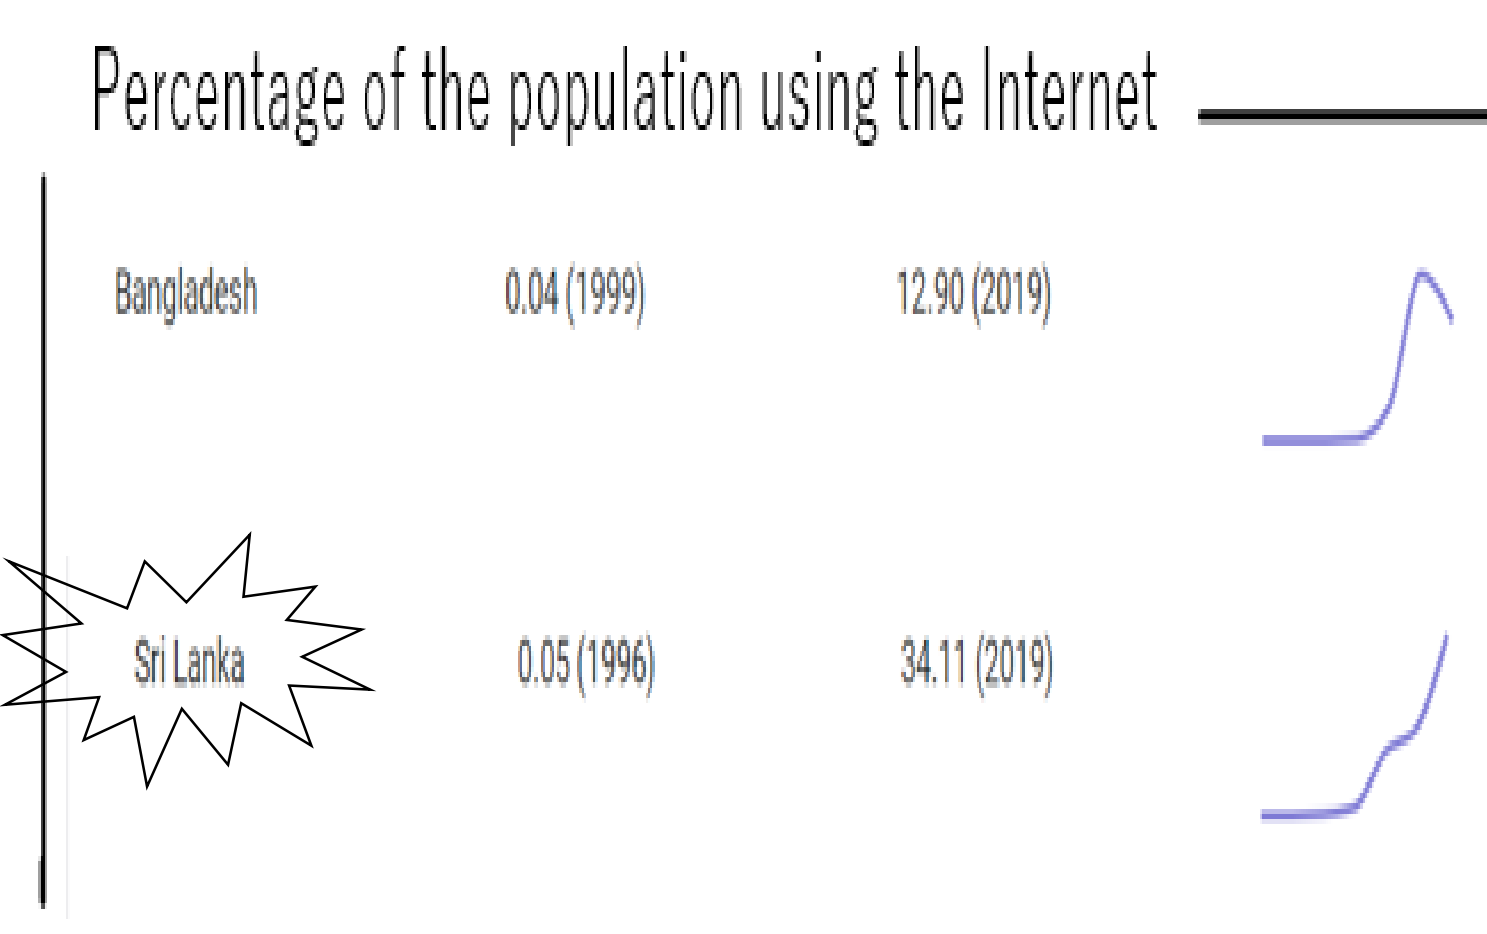 Percentage of the population using the Internet
Bangladesh 0.04 (1999) 12.90 (2019)
Sri Lanka 0.05 (1996) 34.11 (2019)